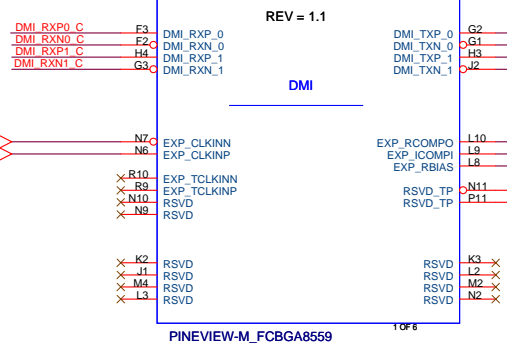 REV = 1.1
DMI_RXP0_C F3 DMI_RXP_0 DMI_TXP_0 G2
DMI_RXN0_C F2 DMI_RXN_0 DMI_TXN_0 G1
DMI_RXP1_C H4 DMI_RXP_1 DMI_TXP_1 H3
DMI_RXN1_C G3 DMI_RXN_1 DMI_TXN_1 J2
DMI
N7 EXP_CLKINN EXP_RCOMPO L10
N6 EXP_CLKINP EXP_ICOMPI L9
EXP_RBIAS L8
R10 EXP_TCLKINN
R9 EXP_TCLKINP RSVD_TP N11
N10 RSVD RSVD_TP P11
N9 RSVD
K2 RSVD RSVD K3
J1 RSVD RSVD L2
M4 RSVD RSVD M2
L3 RSVD RSVD N2
1 OF 6
PINEVIEW-M_FCBGA8559